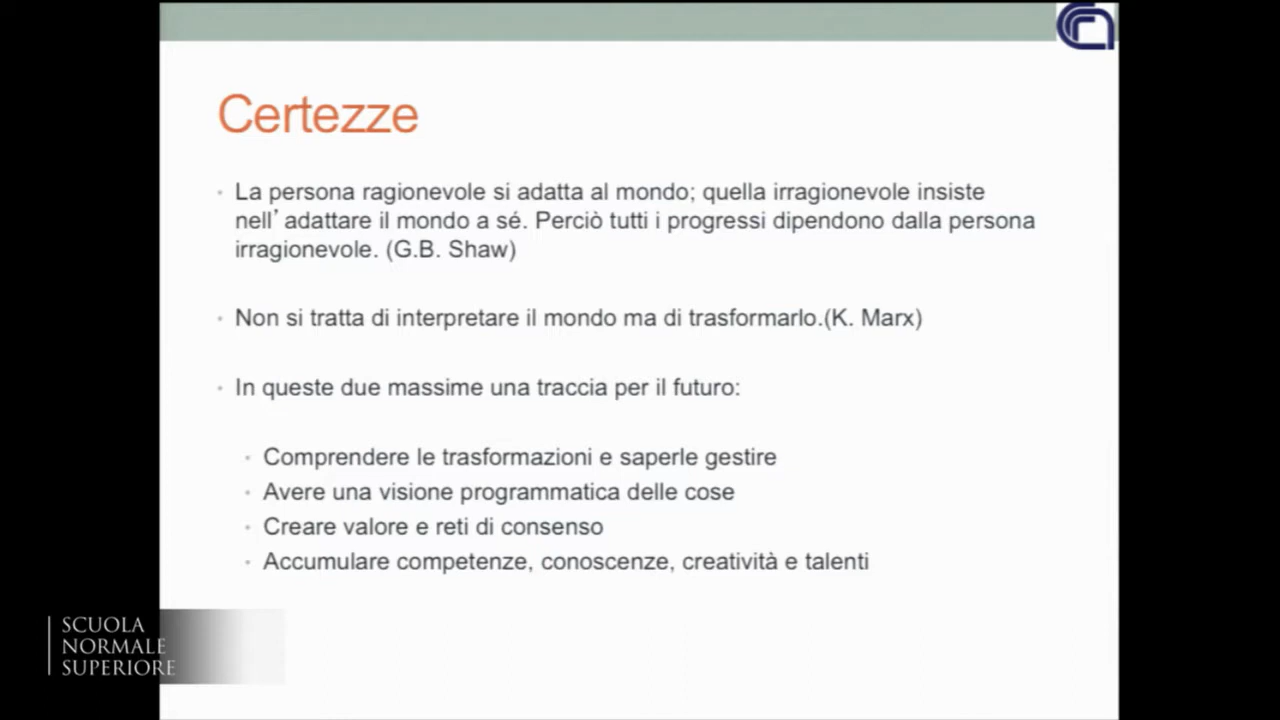 Certezze
La persona ragionevole si adatta al mondo; quella irragionevole insiste
nell’ adattare il mondo a sé. Perciò tutti i progressi dipendono dalla persona
irragionevole. (G.B. Shaw)
Non si tratta di interpretare il mondo ma di trasformarlo.(K. Marx)
In queste due massime una traccia per il futuro:
Comprendere le trasformazioni e saperle gestire
Avere una visione programmatica delle cose
Creare valore e reti di consenso
Accumulare competenze, conoscenze, creatività e talenti
SCUOLA
NORMALE
SUPERIORE